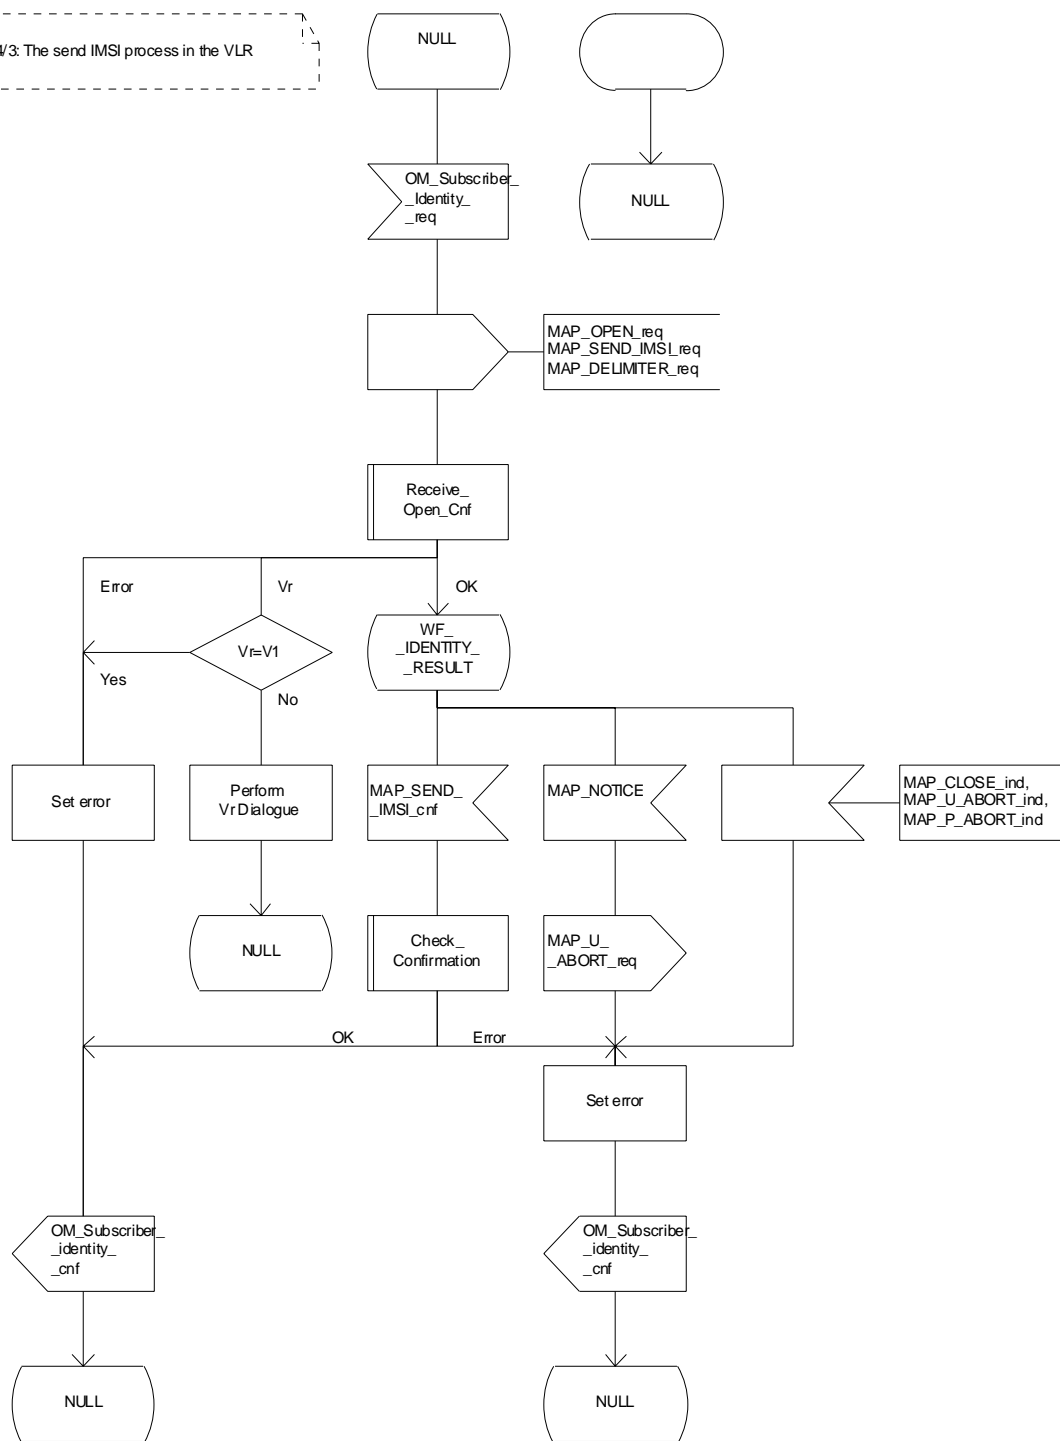 4/3: The send IMSI process in the VLR
NULL
OM_Subscriber_
_Identity_
_req
NULL
MAP_OPEN_req
MAP_SEND_IMSI_req
MAP_DELIMITER_req
Receive_
Open_Cnf
Error
Vr
OK
Vr=V1
WF_
_IDENTITY_
_RESULT
Yes
No
Set error
Perform
Vr Dialogue
MAP_SEND_
_IMSI_cnf
MAP_NOTICE
MAP_CLOSE_ind,
MAP_U_ABORT_ind,
MAP_P_ABORT_ind
NULL
Check_
Confirmation
MAP_U_
_ABORT_req
OK
Error
Set error
OM_Subscriber_
_identity_
_cnf
OM_Subscriber_
_identity_
_cnf
NULL
NULL